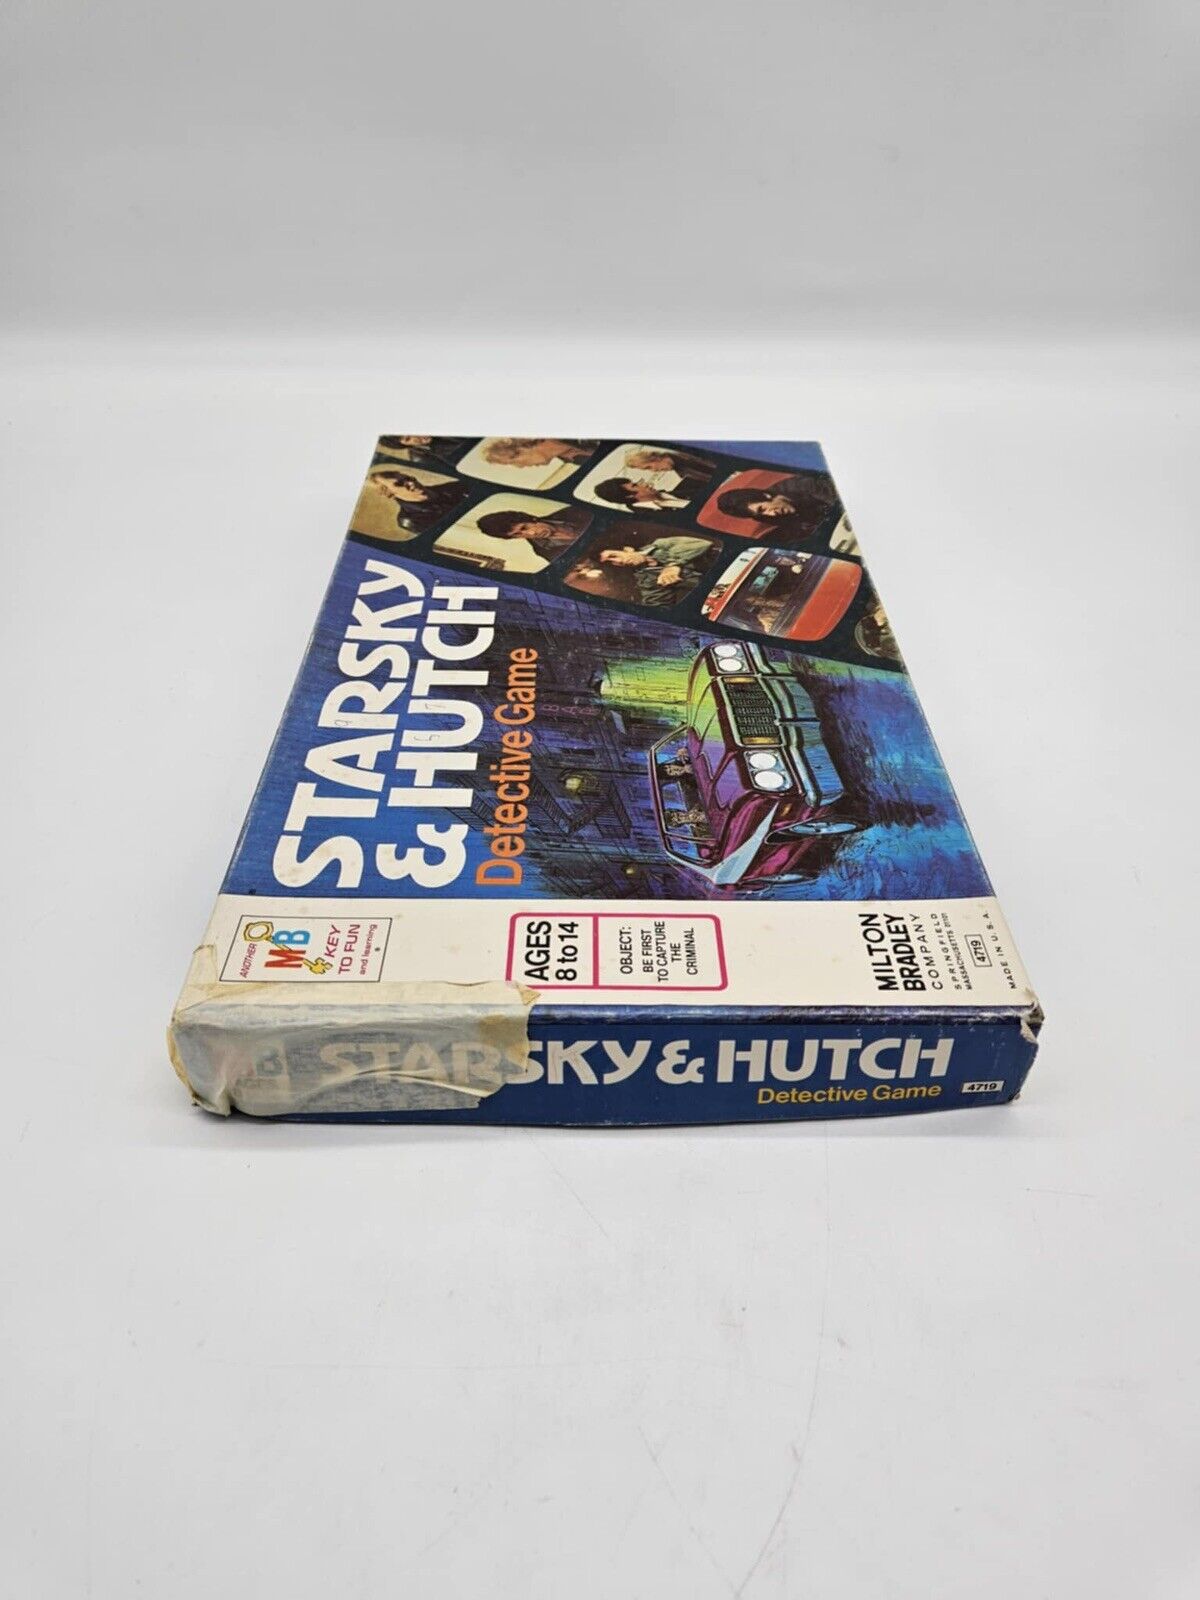 STARSKY
& HUTCH
Detective Game
ANOTHER
MB
KEY
TO FUN
and learning
AGES
8 to 14
OBJECT:
BE FIRST
TO CAPTURE
THE
CRIMINAL
MILTON
BRADLEY
COMPANY
SPRINGFIELD
MASSACHUSETTS 01101
4719
MADE IN U.S.A.
STARSKY & HUTCH
Detective Game
4719